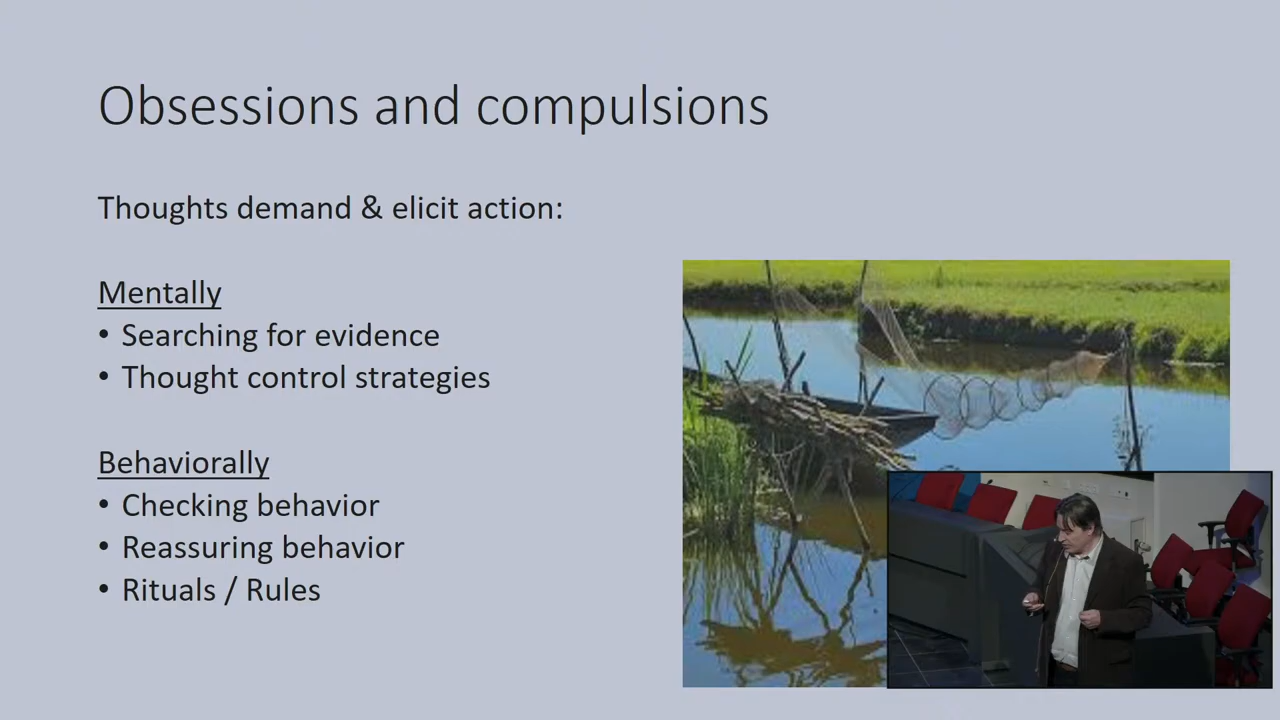 Obsessions and compulsions
Thoughts demand & elicit action:
Mentally
• Searching for evidence
• Thought control strategies
Behaviorally
• Checking behavior
• Reassuring behavior
• Rituals / Rules